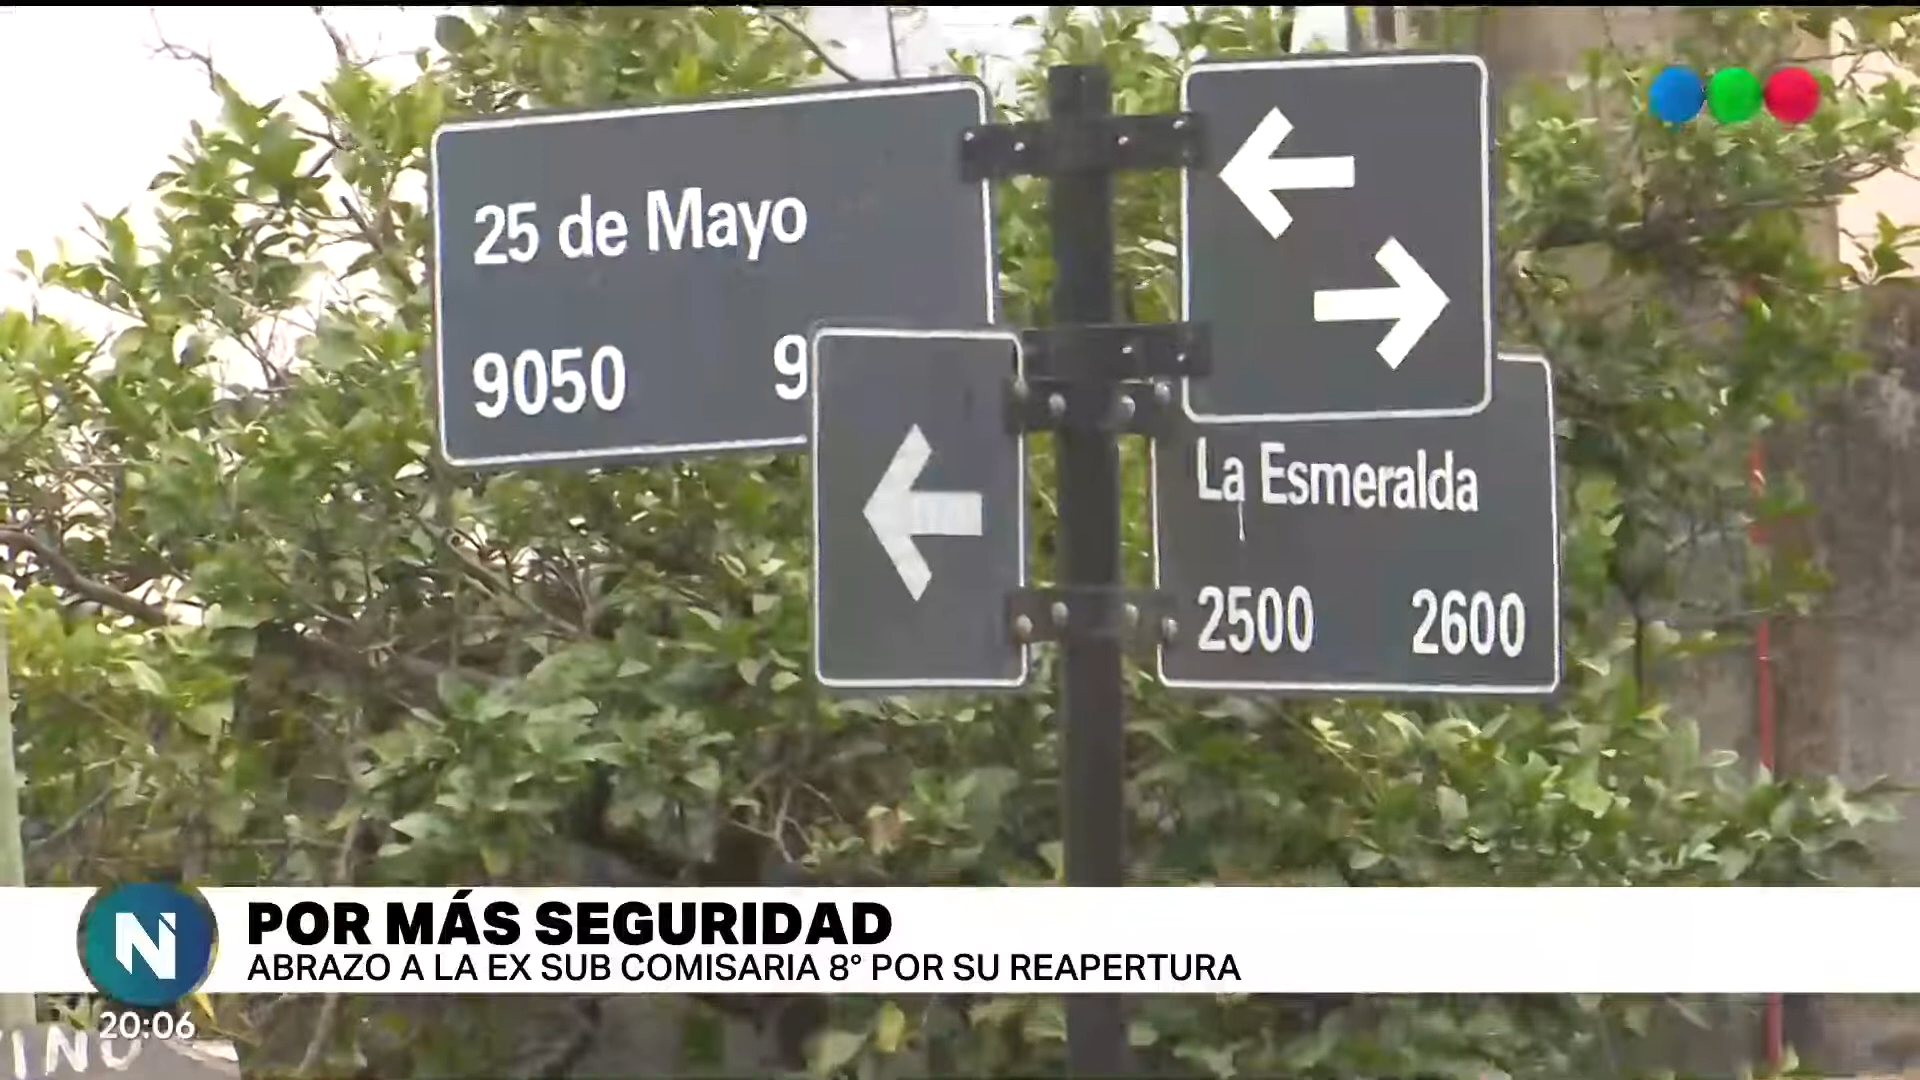 25 de Mayo
9050 9
La Esmeralda
2500 2600
POR MÁS SEGURIDAD
ABRAZO A LA EX SUB COMISARIA 8° POR SU REAPERTURA
N
20:06